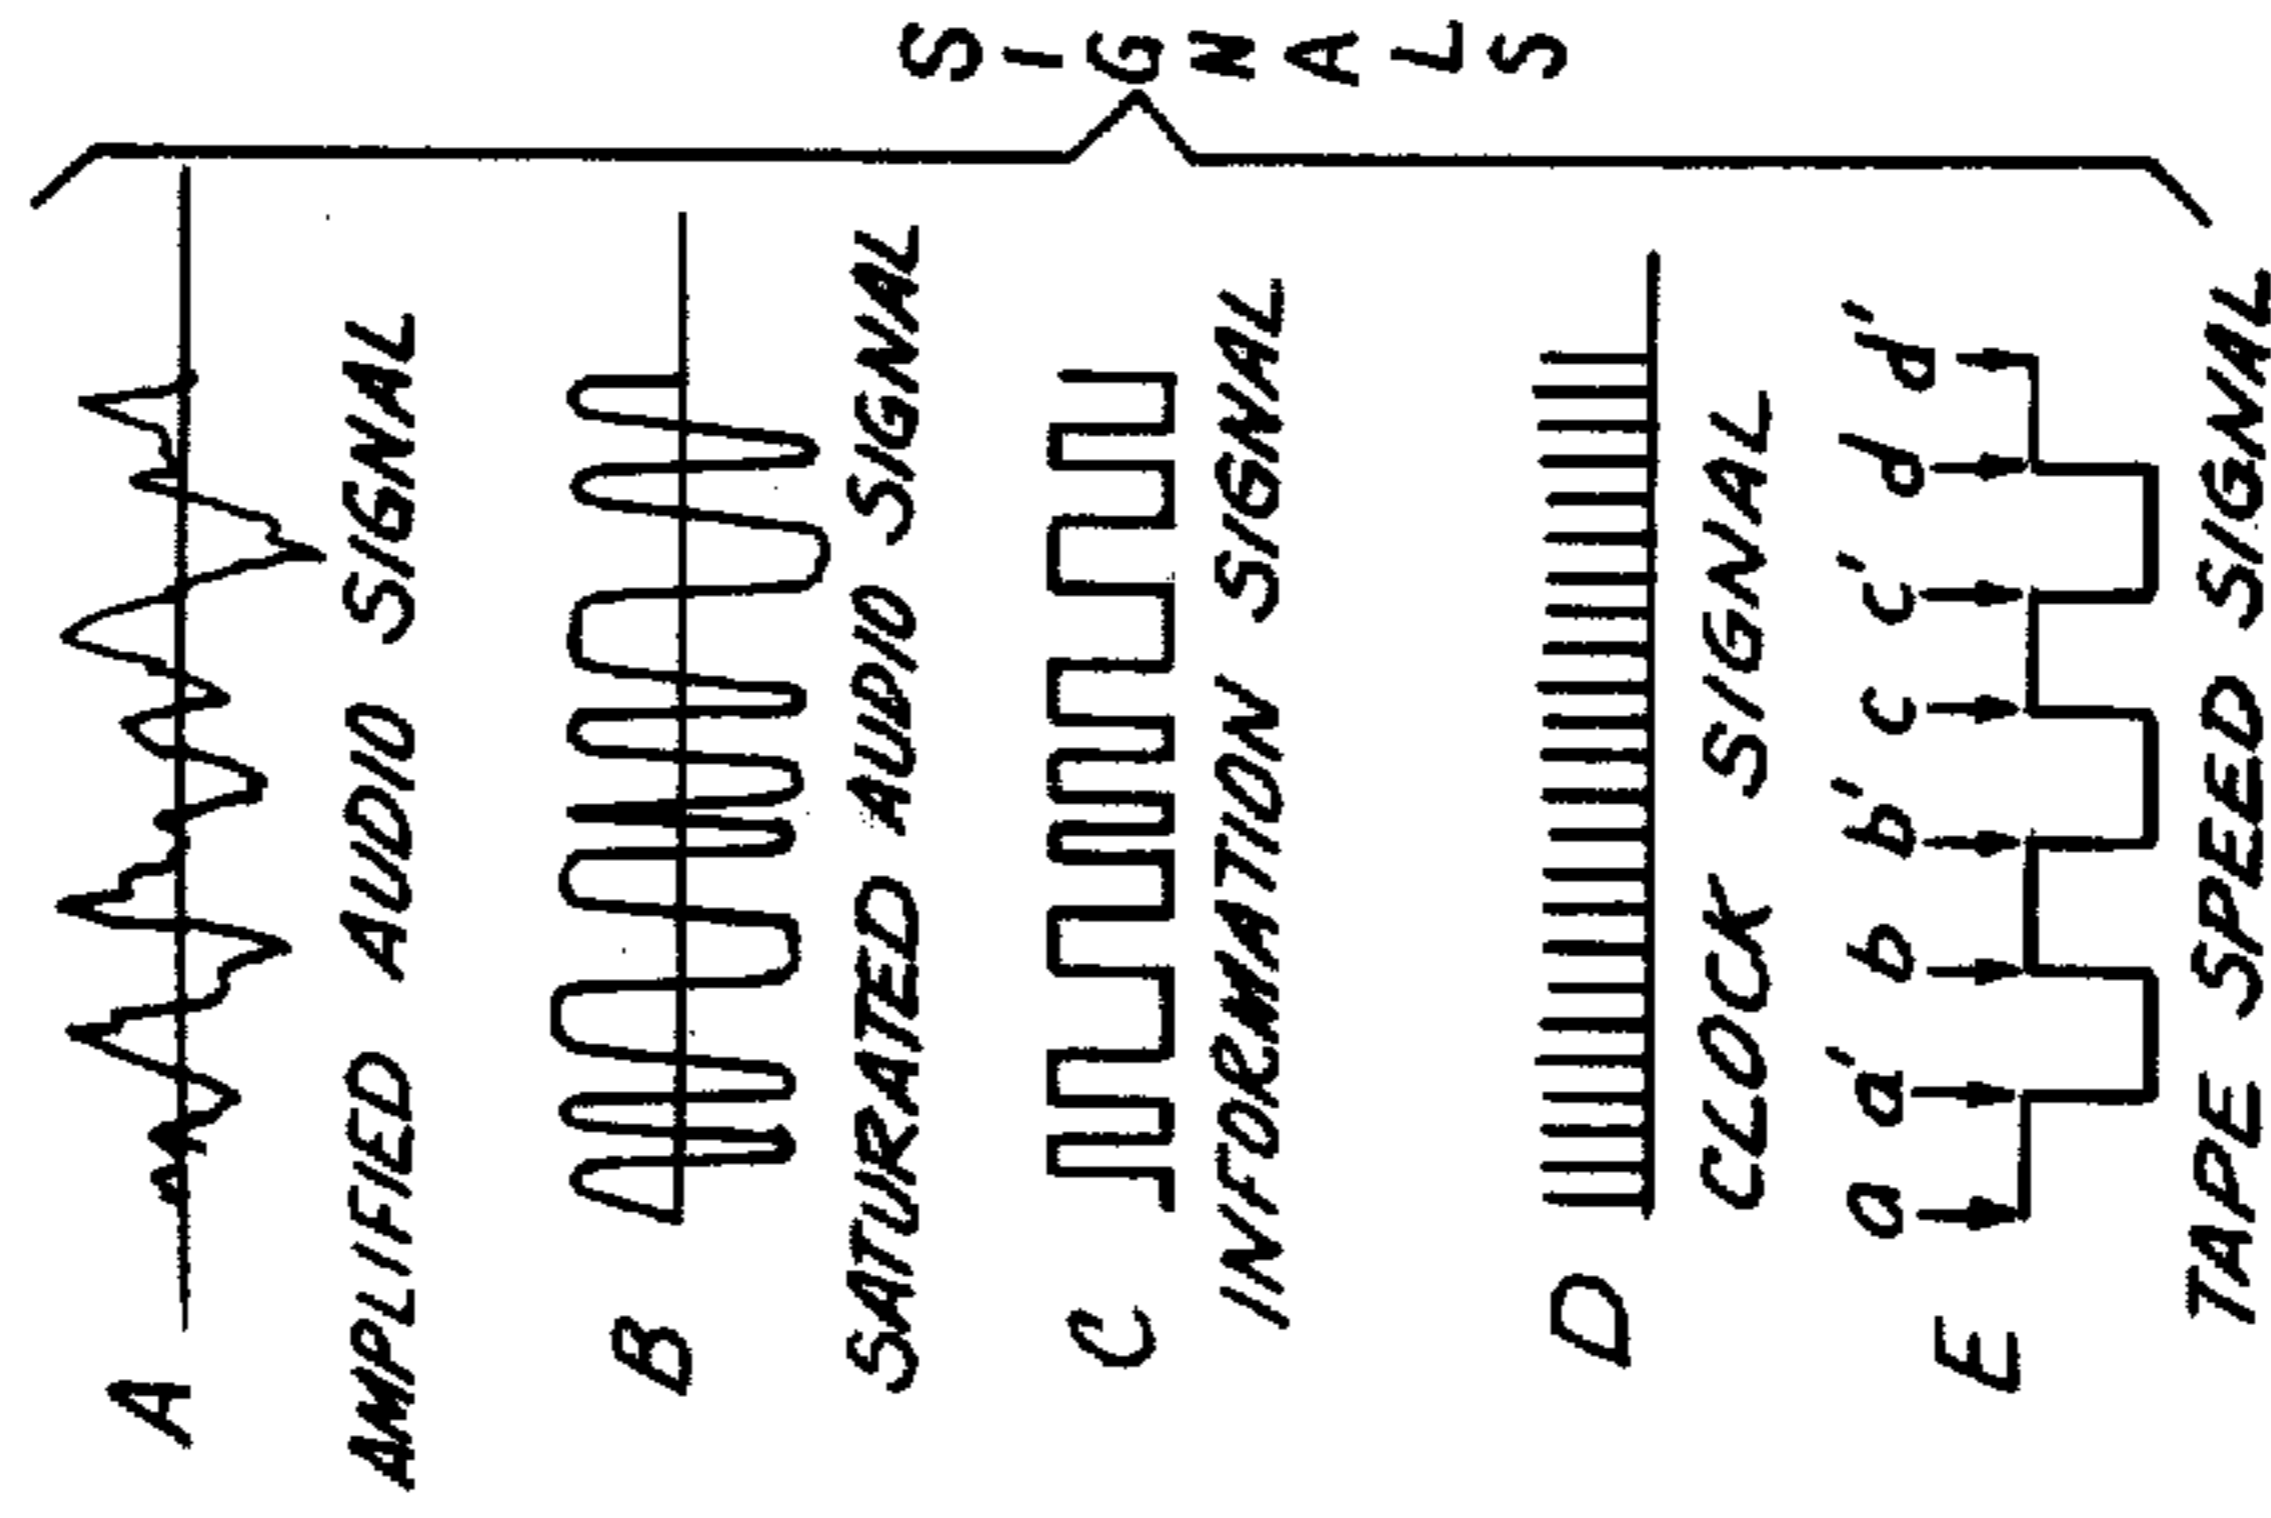 A
AMPLIFIED AUDIO SIGNAL
B
SATURATED AUDIO SIGNAL
C
INFORMATION SIGNAL
D
CLOCK SIGNAL
E
a a' b b' c c' d d'
TAPE SPEED SIGNAL
SIGNALS